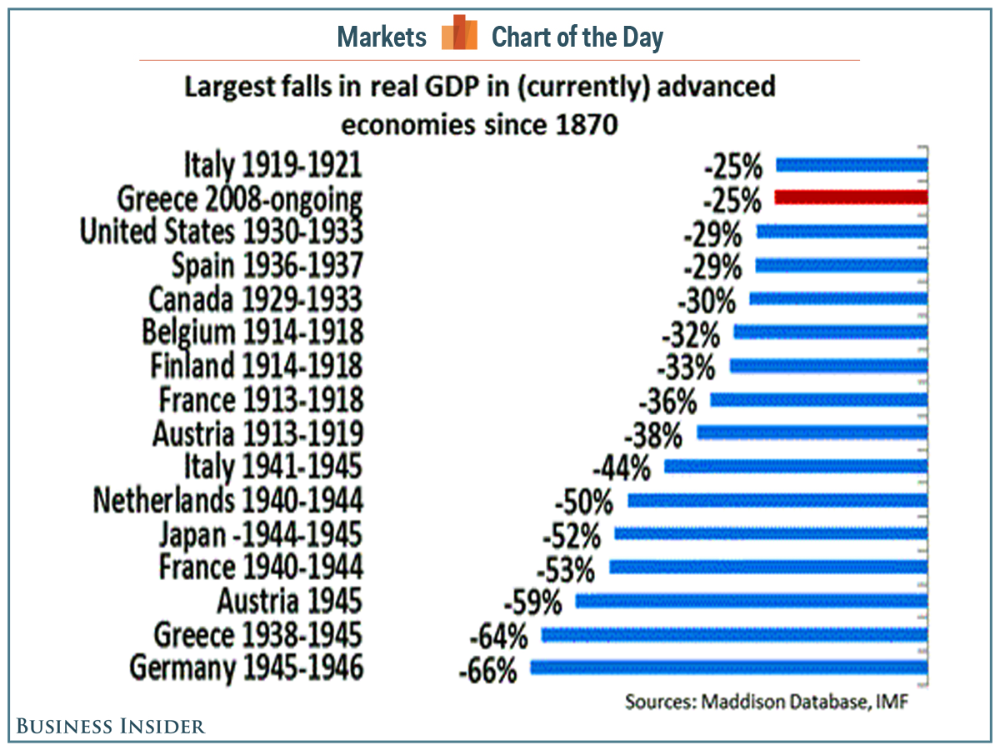 Markets Chart of the Day
Largest falls in real GDP in (currently) advanced
economies since 1870
Italy 1919-1921 -25%
Greece 2008-ongoing -25%
United States 1930-1933 -29%
Spain 1936-1937 -29%
Canada 1929-1933 -30%
Belgium 1914-1918 -32%
Finland 1914-1918 -33%
France 1913-1918 -36%
Austria 1913-1919 -38%
Italy 1941-1945 -44%
Netherlands 1940-1944 -50%
Japan -1944-1945 -52%
France 1940-1944 -53%
Austria 1945 -59%
Greece 1938-1945 -64%
Germany 1945-1946 -66%
Sources: Maddison Database, IMF
BUSINESS INSIDER